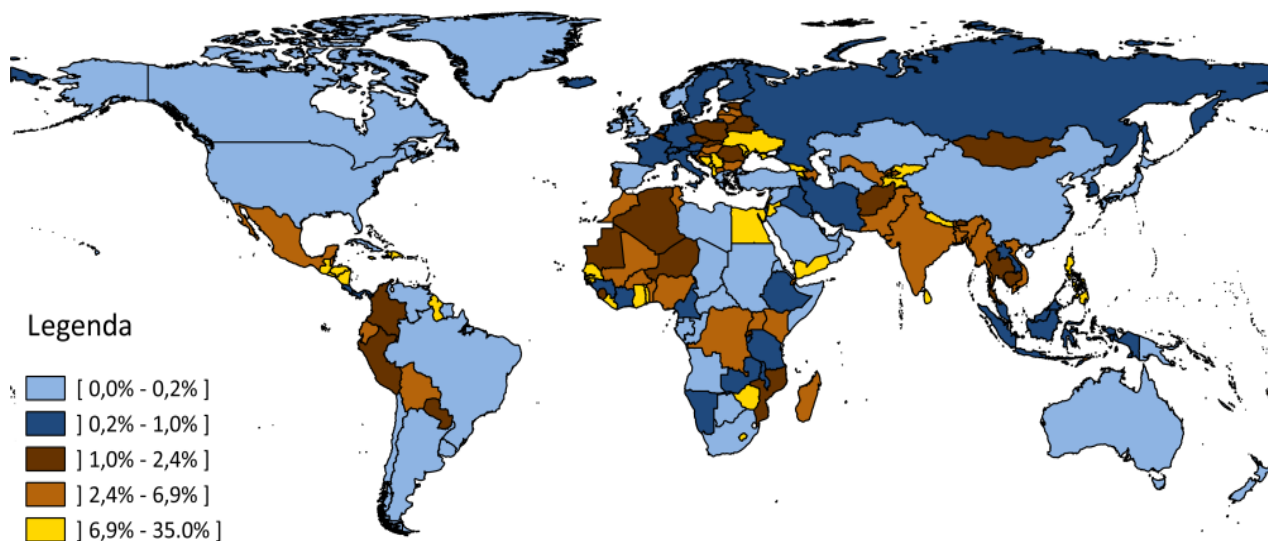 Legenda
[ 0,0% - 0,2% ]
] 0,2% - 1,0% ]
] 1,0% - 2,4% ]
] 2,4% - 6,9% ]
] 6,9% - 35.0% ]